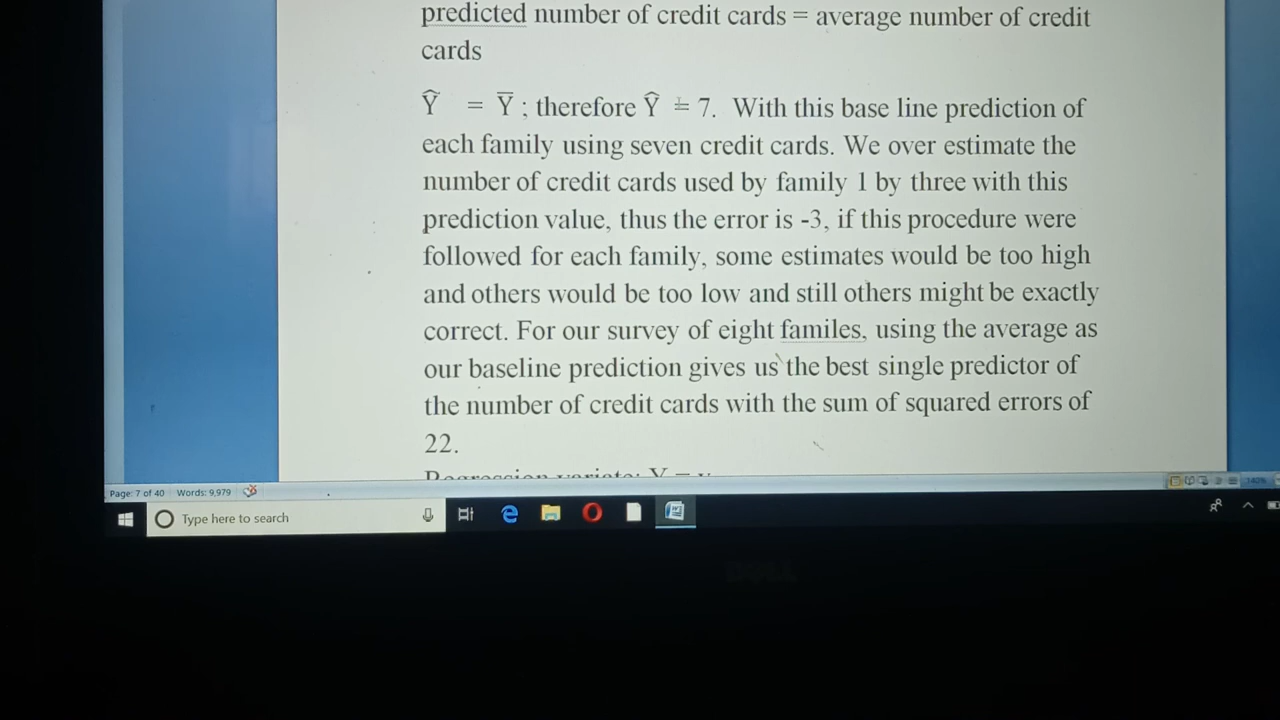 predicted number of credit cards = average number of credit
cards
Ŷ = Y̅ ; therefore Ŷ = 7. With this base line prediction of
each family using seven credit cards. We over estimate the
number of credit cards used by family 1 by three with this
prediction value, thus the error is -3, if this procedure were
followed for each family, some estimates would be too high
and others would be too low and still others might be exactly
correct. For our survey of eight familes, using the average as
our baseline prediction gives us the best single predictor of
the number of credit cards with the sum of squared errors of
22.
Page: 7 of 40 Words: 9,979 140%
Type here to search
DELL